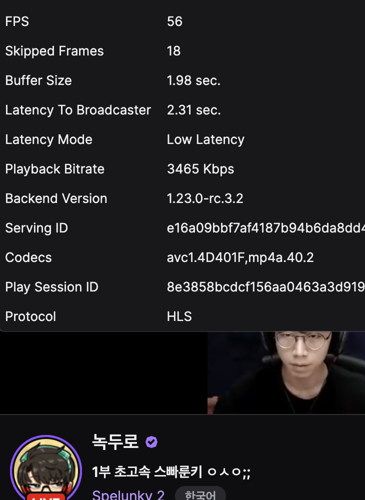 FPS 56
Skipped Frames 18
Buffer Size 1.98 sec.
Latency To Broadcaster 2.31 sec.
Latency Mode Low Latency
Playback Bitrate 3465 Kbps
Backend Version 1.23.0-rc.3.2
Serving ID e16a09bbf7af4187b94b6da8dd4
Codecs avc1.4D401F,mp4a.40.2
Play Session ID 8e3858bcdcf156aa0463a3d919
Protocol HLS
녹두로
1부 초고속 스빠룬키 ㅇㅅㅇ;;
Spelunky 2 한국어